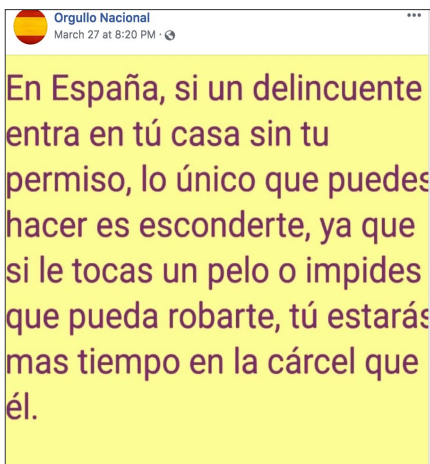 Orgullo Nacional
March 27 at 8:20 PM ·
En España, si un delincuente
entra en tú casa sin tu
permiso, lo único que puedes
hacer es esconderte, ya que
si le tocas un pelo o impides
que pueda robarte, tú estarás
mas tiempo en la cárcel que
él.